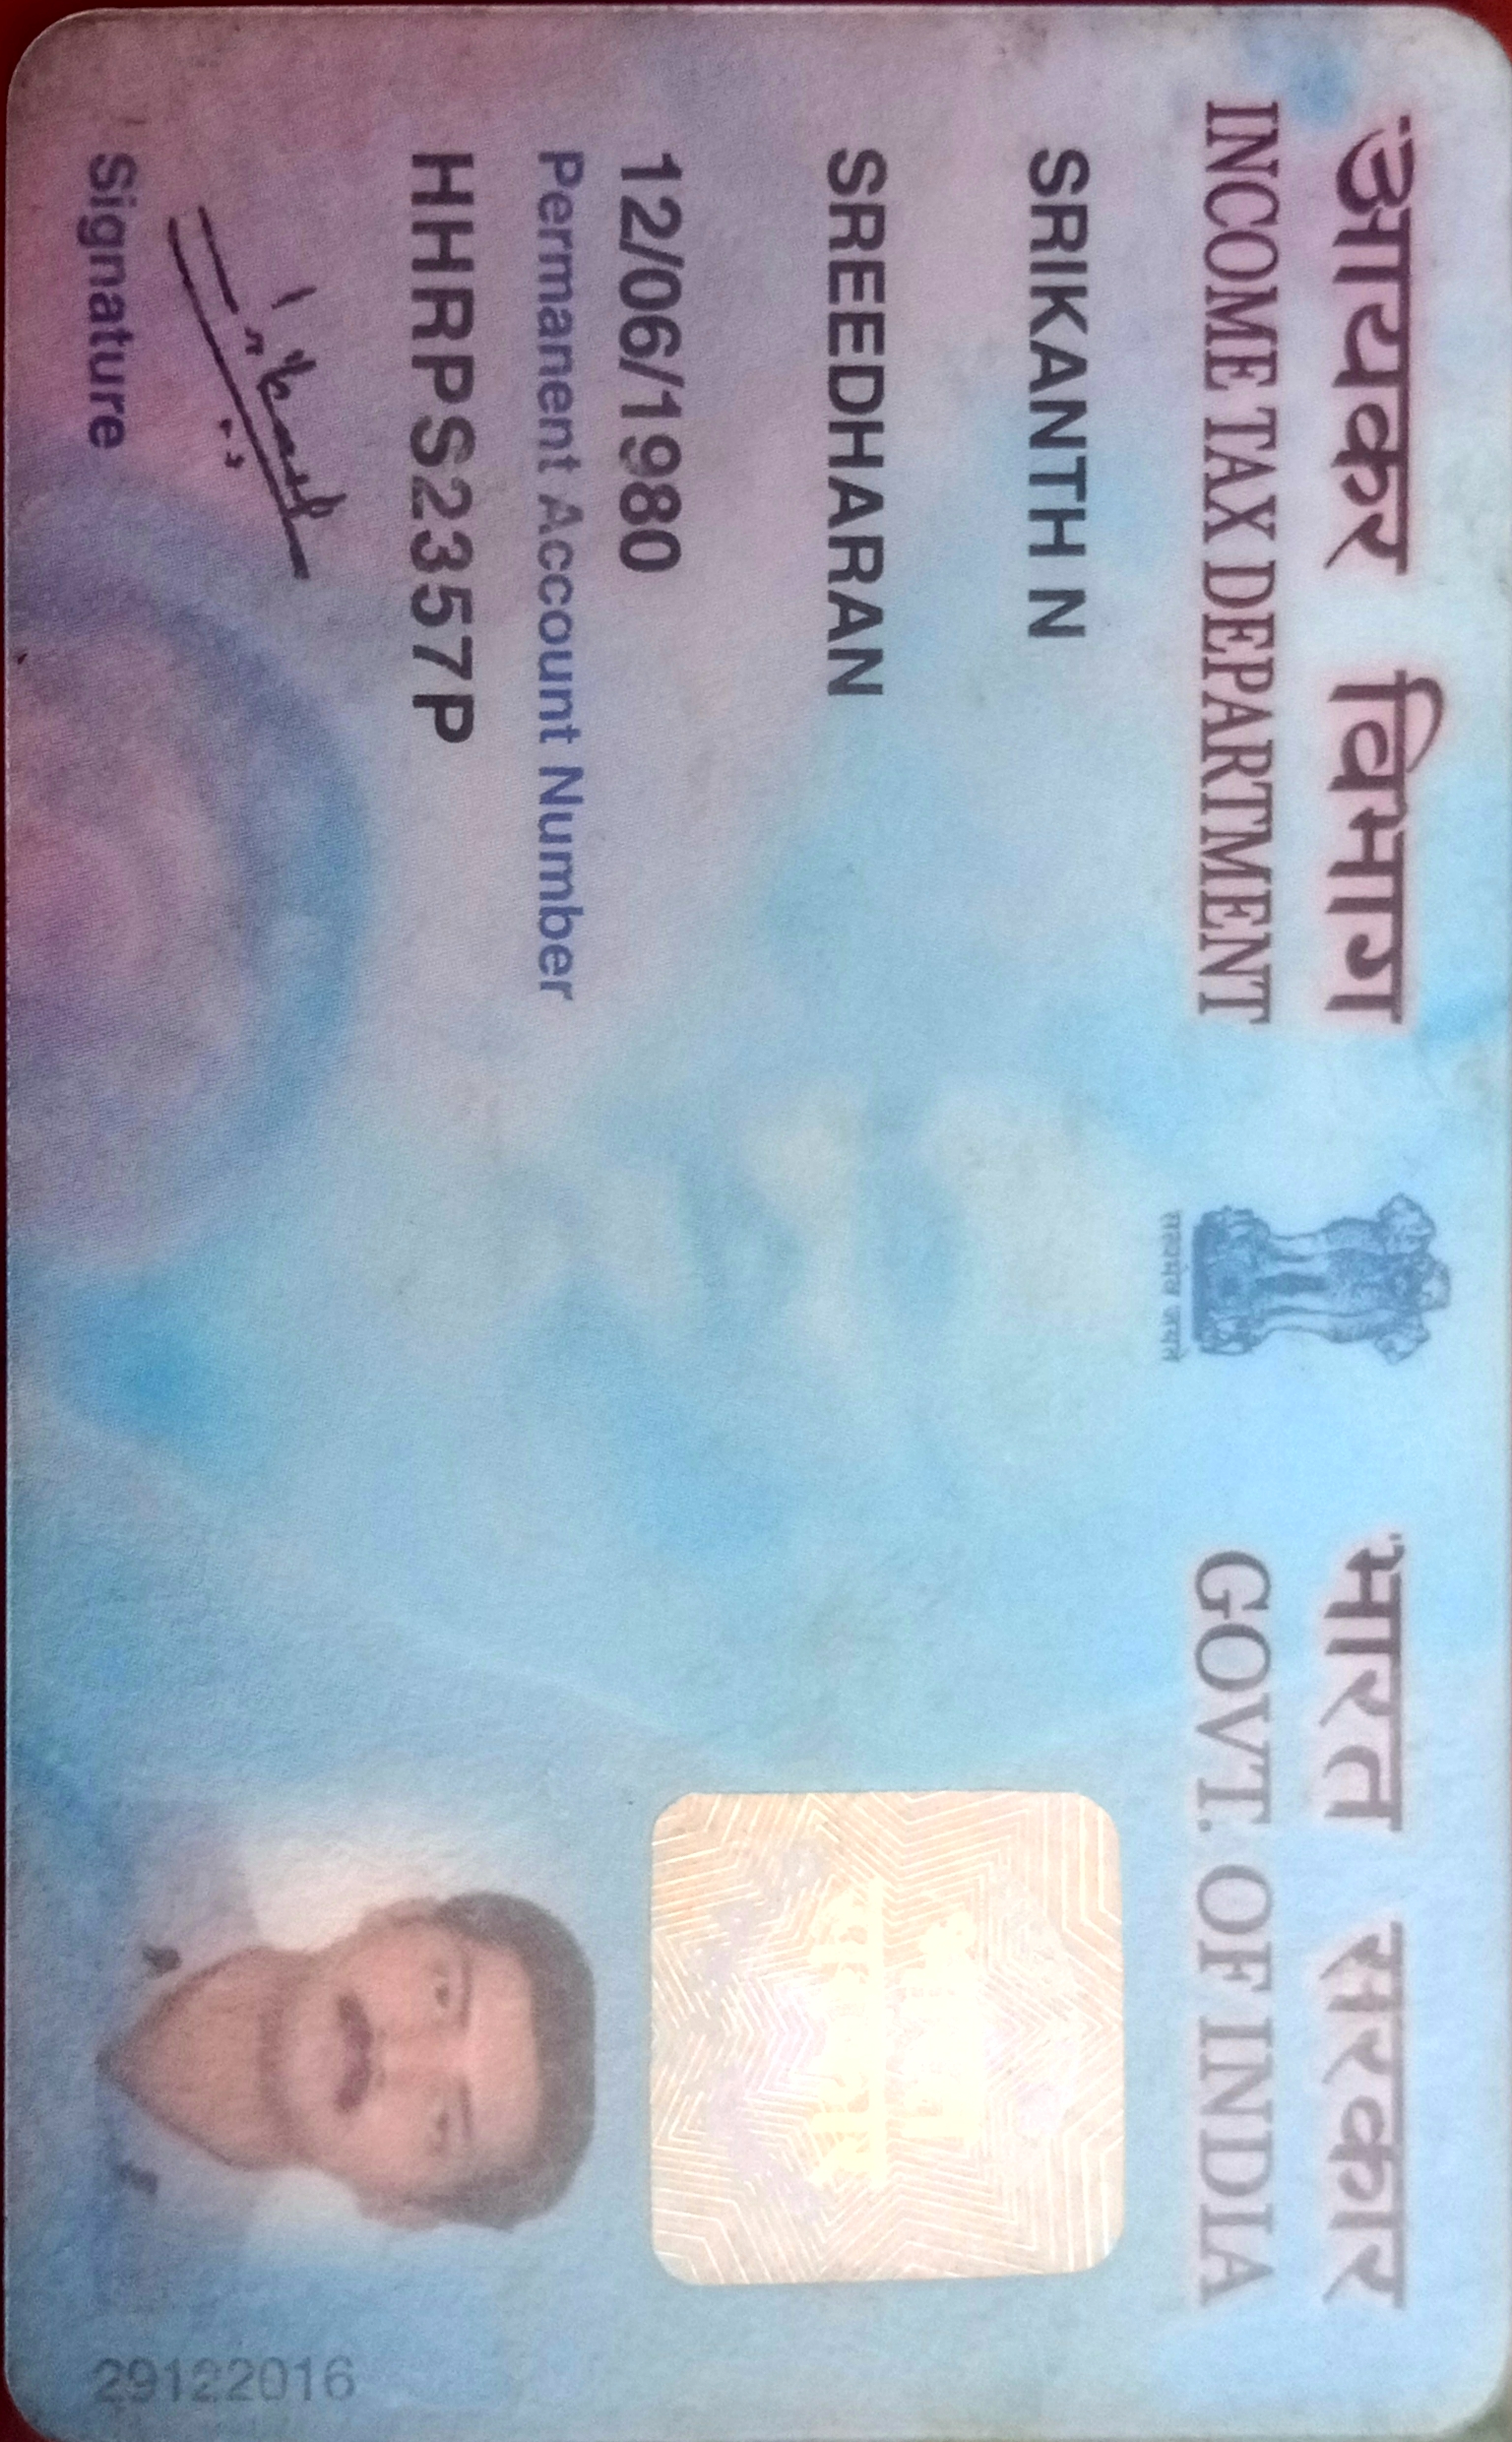 आयकर विभाग
INCOME TAX DEPARTMENT
सत्यमेव जयते
भारत सरकार
GOVT. OF INDIA
SRIKANTH N
SREEDHARAN
12/06/1980
Permanent Account Number
HHRPS2357P
Signature
29122016